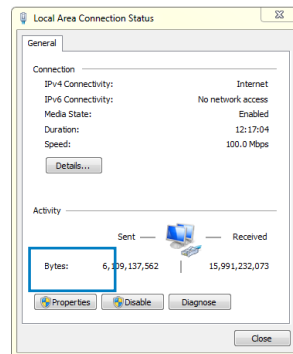 Local Area Connection Status
General
Connection
IPv4 Connectivity: Internet
IPv6 Connectivity: No network access
Media State: Enabled
Duration: 12:17:04
Speed: 100.0 Mbps
Details...
Activity
Sent Received
Bytes: 6,109,137,562 15,991,232,073
Properties Disable Diagnose
Close